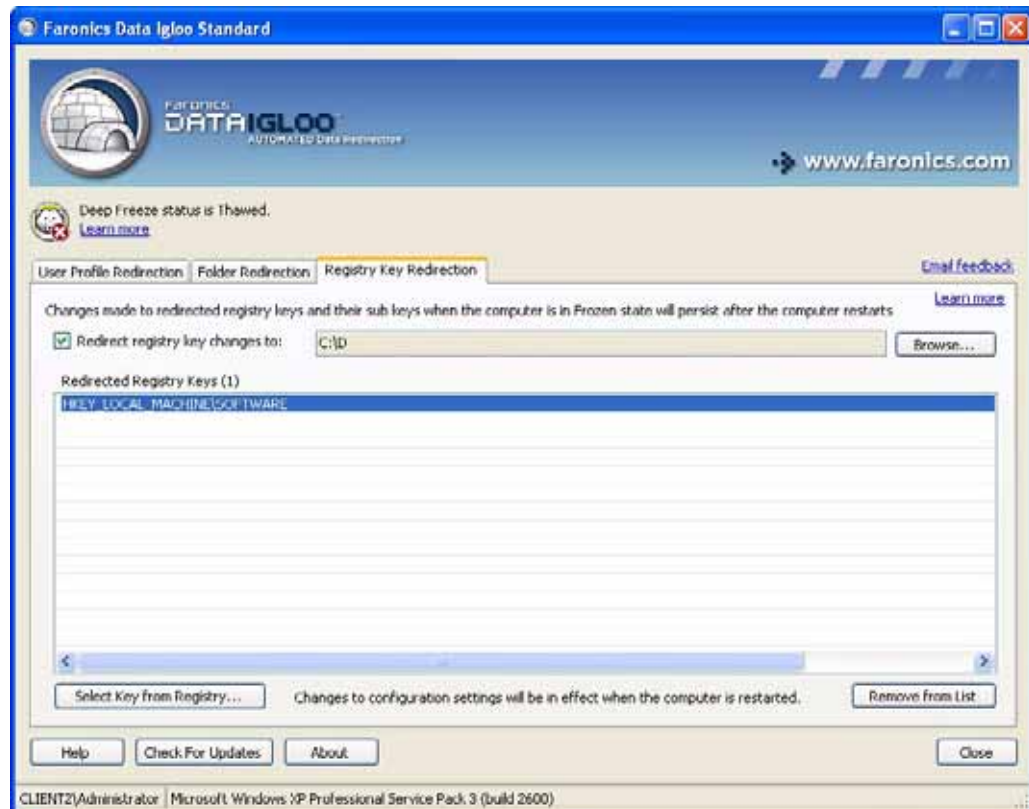 Faronics Data Igloo Standard
FARONICS
DATAIGLOO
AUTOMATED Data Redirection
www.faronics.com
Deep Freeze status is Thawed.
Learn more
User Profile Redirection
Folder Redirection
Registry Key Redirection
Email feedback
Learn more
Changes made to redirected registry keys and their sub keys when the computer is in Frozen state will persist after the computer restarts
Redirect registry key changes to:
C:\D
Browse...
Redirected Registry Keys (1)
HKEY_LOCAL_MACHINE\SOFTWARE
Select Key from Registry...
Changes to configuration settings will be in effect when the computer is restarted.
Remove from List
Help
Check For Updates
About
Close
CLIENT2\Administrator
Microsoft Windows XP Professional Service Pack 3 (build 2600)